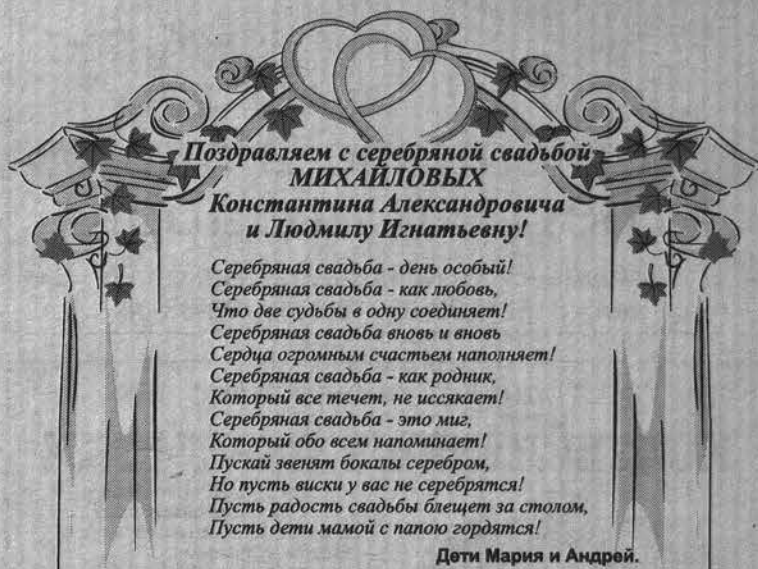 Поздравляем с серебряной свадьбой
МИХАЙЛОВЫХ
Константина Александровича
и Людмилу Игнатьевну!
Серебряная свадьба - день особый!
Серебряная свадьба - как любовь,
Что две судьбы в одну соединяет!
Серебряная свадьба вновь и вновь
Сердца огромным счастьем наполняет!
Серебряная свадьба - как родник,
Который все течет, не иссякает!
Серебряная свадьба - это миг,
Который обо всем напоминает!
Пускай звенят бокалы серебром,
Но пусть виски у вас не серебрятся!
Пусть радость свадьбы блещет за столом,
Пусть дети мамой с папою гордятся!
Дети Мария и Андрей.